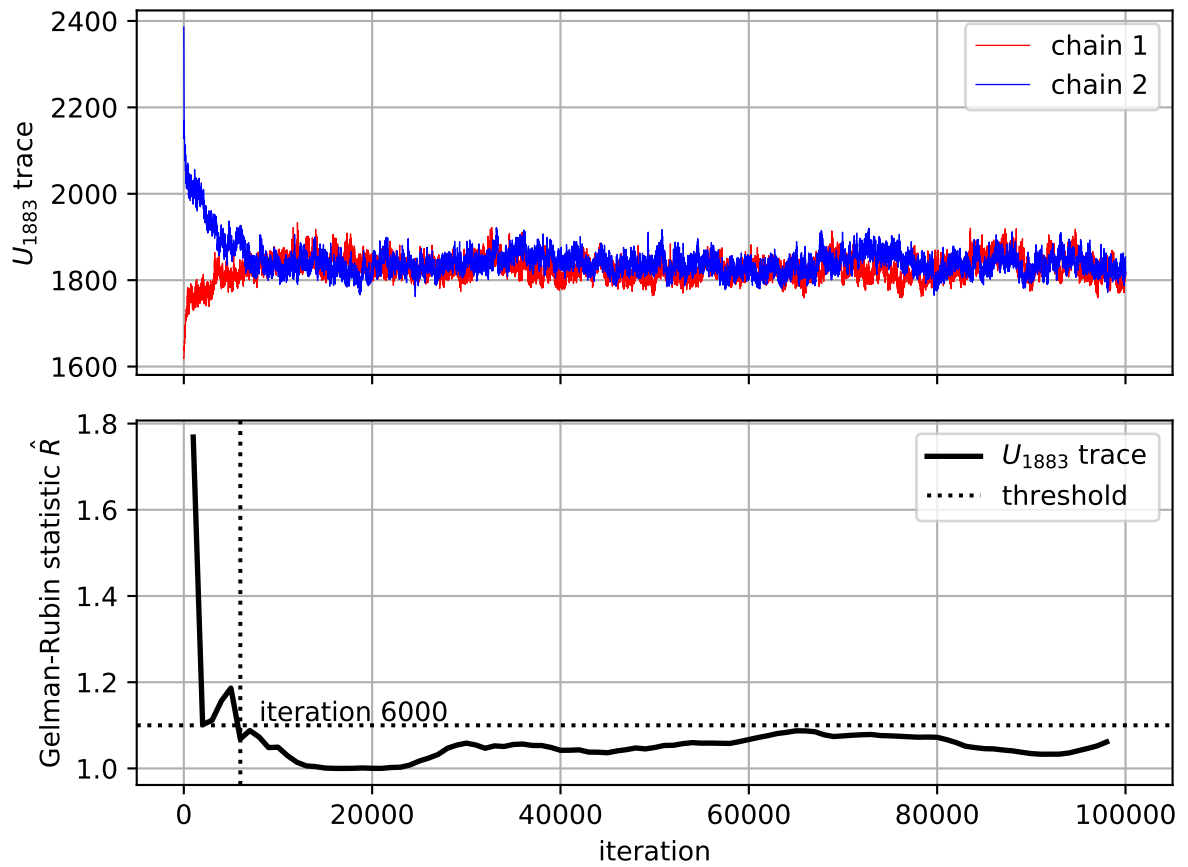 2400
2200
2000
1800
1600
U₁₈₈₃ trace
chain 1
chain 2
1.8
1.6
1.4
1.2
1.0
Gelman-Rubin statistic R̂
U₁₈₈₃ trace
threshold
iteration 6000
0
20000
40000
60000
80000
100000
iteration